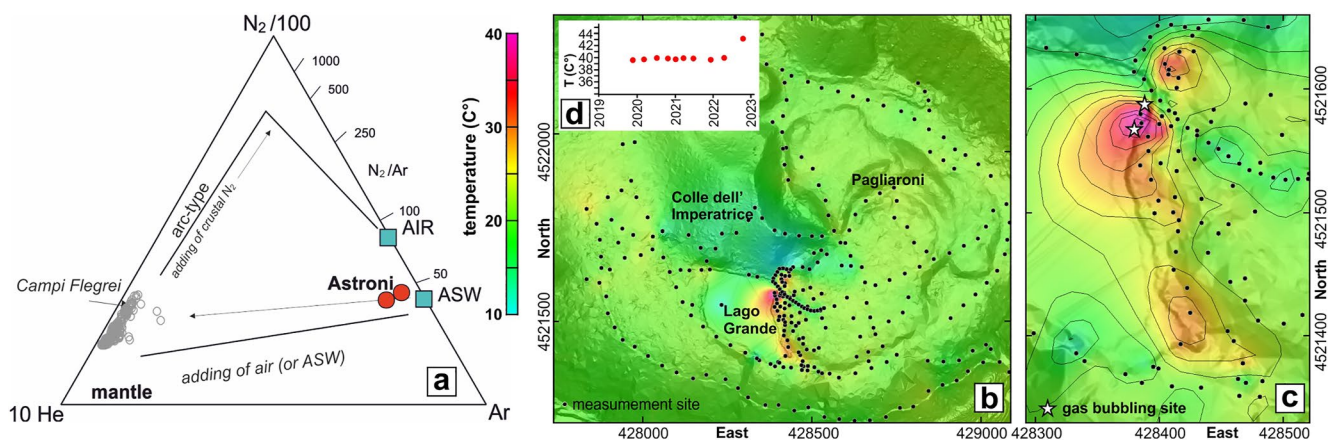 N2/100
1000
500
250
N2/Ar
100
AIR
50
ASW
Astroni
arc-type
adding of crustal N2
Campi Flegrei
adding of air (or ASW)
mantle
10 He
Ar
a
temperature (C°)
40
30
20
10
T (C°)
44
42
40
38
36
2019
2020
2021
2022
2023
d
North
4522000
4521500
Colle dell'
Imperatrice
Pagliaroni
Lago
Grande
measumement site
b
428000
East
428500
429000
4521600
4521500
North
4521400
gas bubbling site
c
428300
428400
East
428500